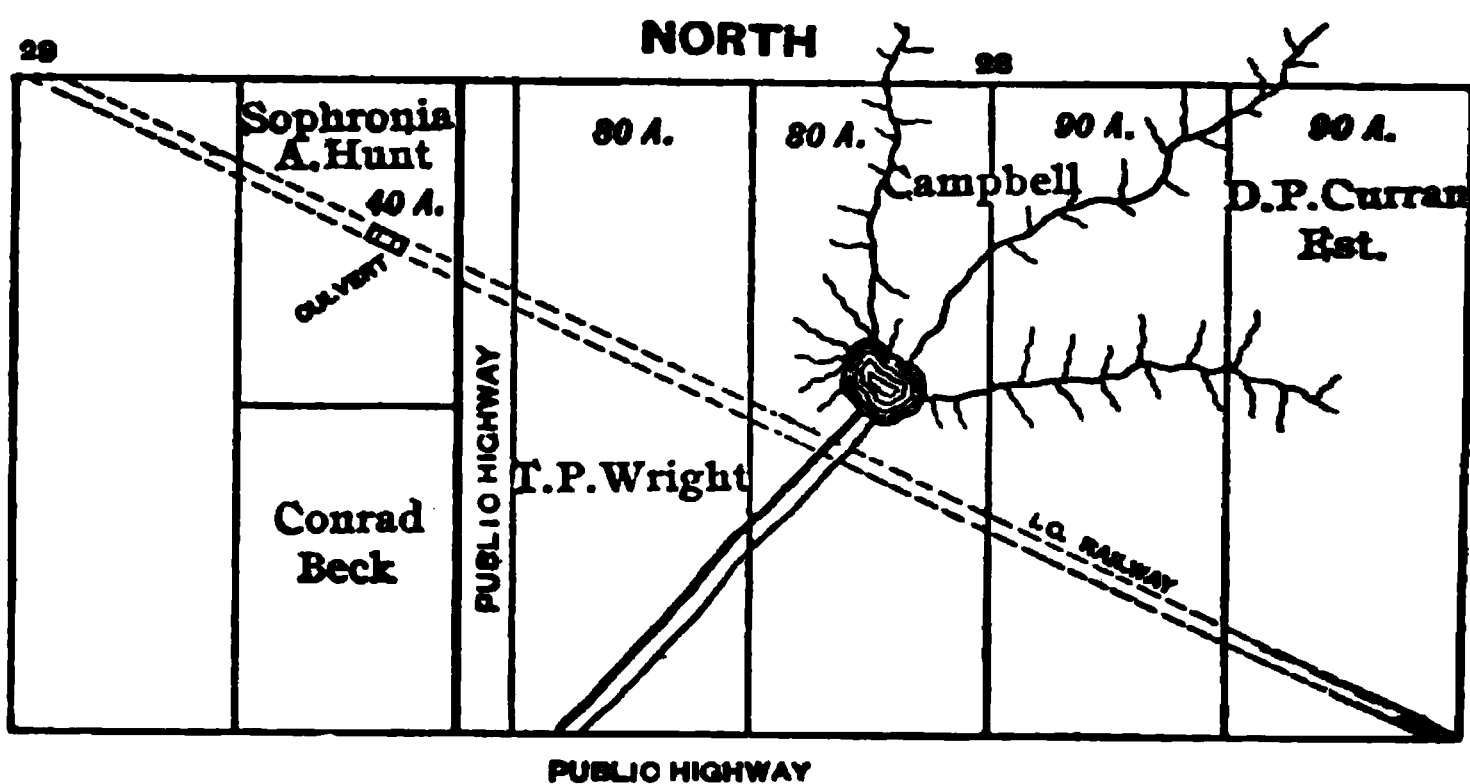 NORTH
29
28
Sophronia
A. Hunt
40 A.
CULVERT
80 A.
80 A.
90 A.
90 A.
Campbell
D. P. Curran
Est.
PUBLIC HIGHWAY
T. P. Wright
Conrad
Beck
I.C. RAILWAY
PUBLIC HIGHWAY